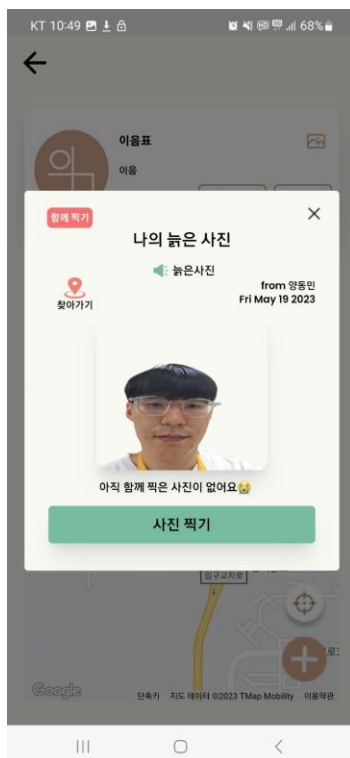 KT 10:49
68%
이음표
이음
함께 찍기
나의 늙은 사진
: 늙은사진
찾아가기
from 양동민
Fri May 19 2023
아직 함께 찍은 사진이 없어요😭
사진 찍기
입구교차로
Google
단축키
지도 데이터 ©2023 TMap Mobility
이용약관